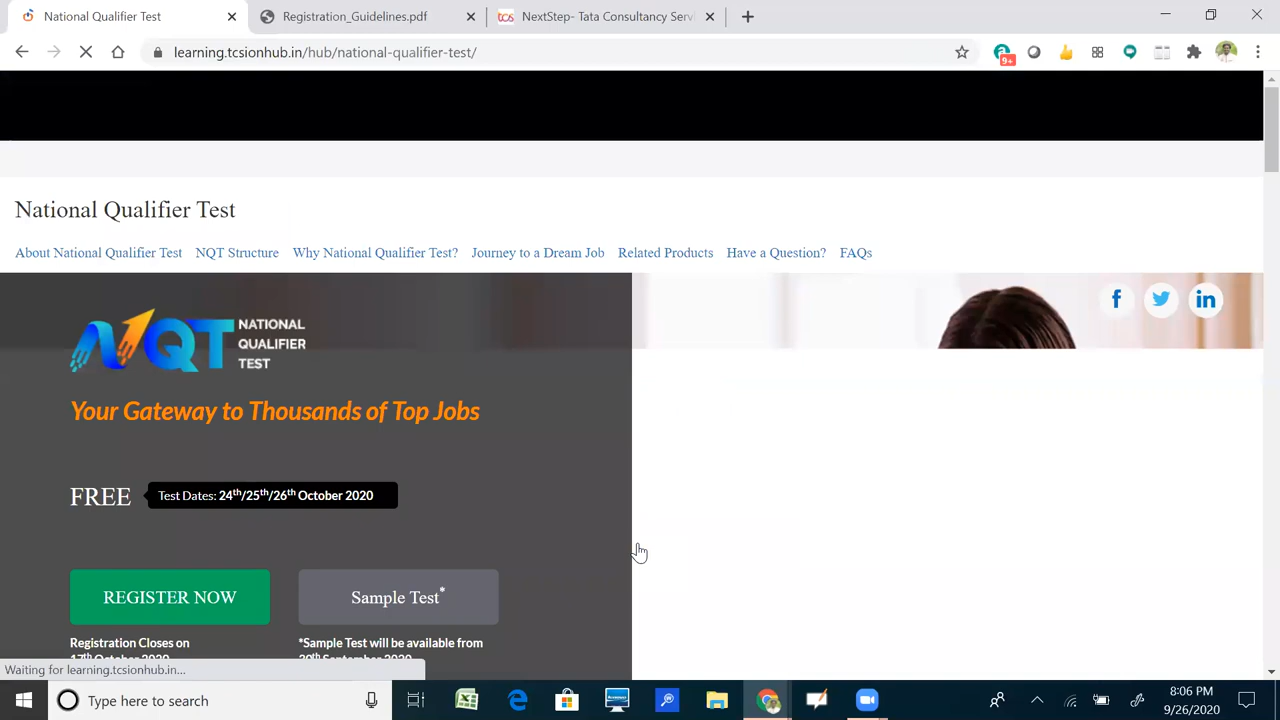 National Qualifier Test
Registration_Guidelines.pdf
tcs NextStep- Tata Consultancy Servi
learning.tcsionhub.in/hub/national-qualifier-test/
9+
National Qualifier Test
About National Qualifier Test NQT Structure Why National Qualifier Test? Journey to a Dream Job Related Products Have a Question? FAQs
NQT NATIONAL
QUALIFIER
TEST
Your Gateway to Thousands of Top Jobs
FREE Test Dates: 24th/25th/26th October 2020
REGISTER NOW Sample Test*
Registration Closes on
17th October 2020
*Sample Test will be available from
Waiting for learning.tcsionhub.in...
Type here to search
8:06 PM
9/26/2020